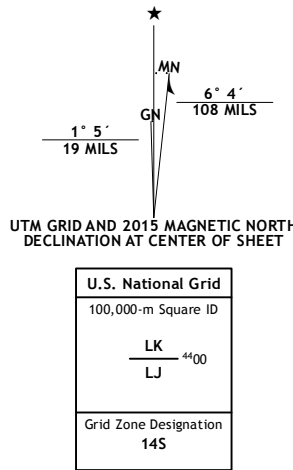 ★
MN
GN
6° 4´
108 MILS
1° 5´
19 MILS
UTM GRID AND 2015 MAGNETIC NORTH
DECLINATION AT CENTER OF SHEET
U.S. National Grid
100,000-m Square ID
LK
4400
LJ
Grid Zone Designation
14S